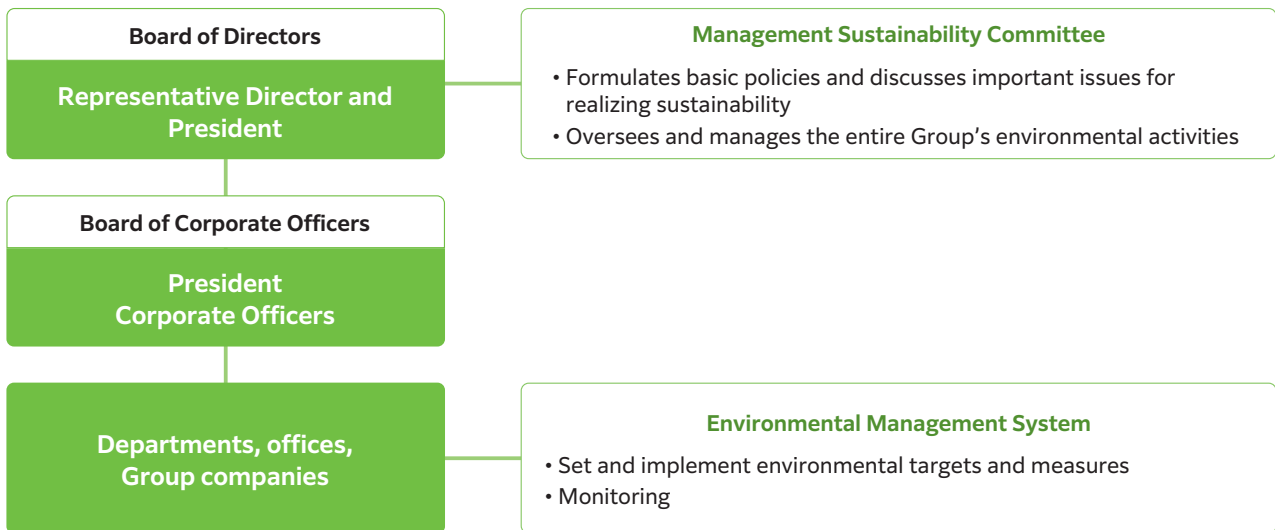 Board of Directors
Representative Director and
President
Management Sustainability Committee
• Formulates basic policies and discusses important issues for
realizing sustainability
• Oversees and manages the entire Group’s environmental activities
Board of Corporate Officers
President
Corporate Officers
Departments, offices,
Group companies
Environmental Management System
• Set and implement environmental targets and measures
• Monitoring